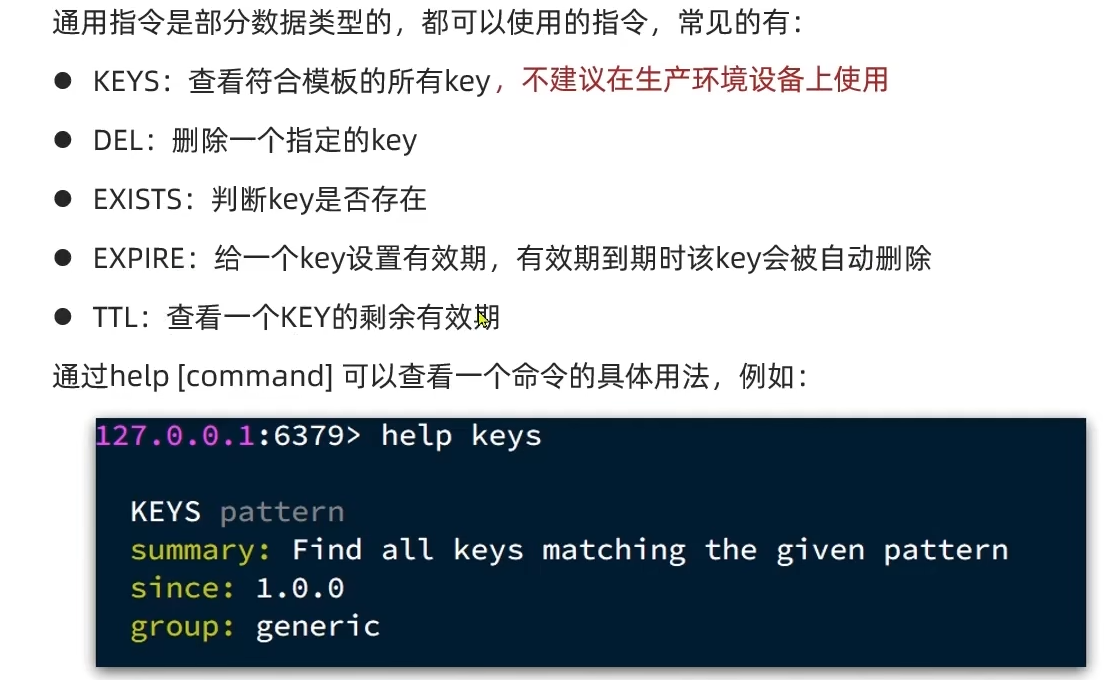 通用指令是部分数据类型的，都可以使用的指令，常见的有：
● KEYS：查看符合模板的所有key，不建议在生产环境设备上使用
● DEL：删除一个指定的key
● EXISTS：判断key是否存在
● EXPIRE：给一个key设置有效期，有效期到期时该key会被自动删除
● TTL：查看一个KEY的剩余有效期
通过help [command] 可以查看一个命令的具体用法，例如：
127.0.0.1:6379> help keys
KEYS pattern
summary: Find all keys matching the given pattern
since: 1.0.0
group: generic